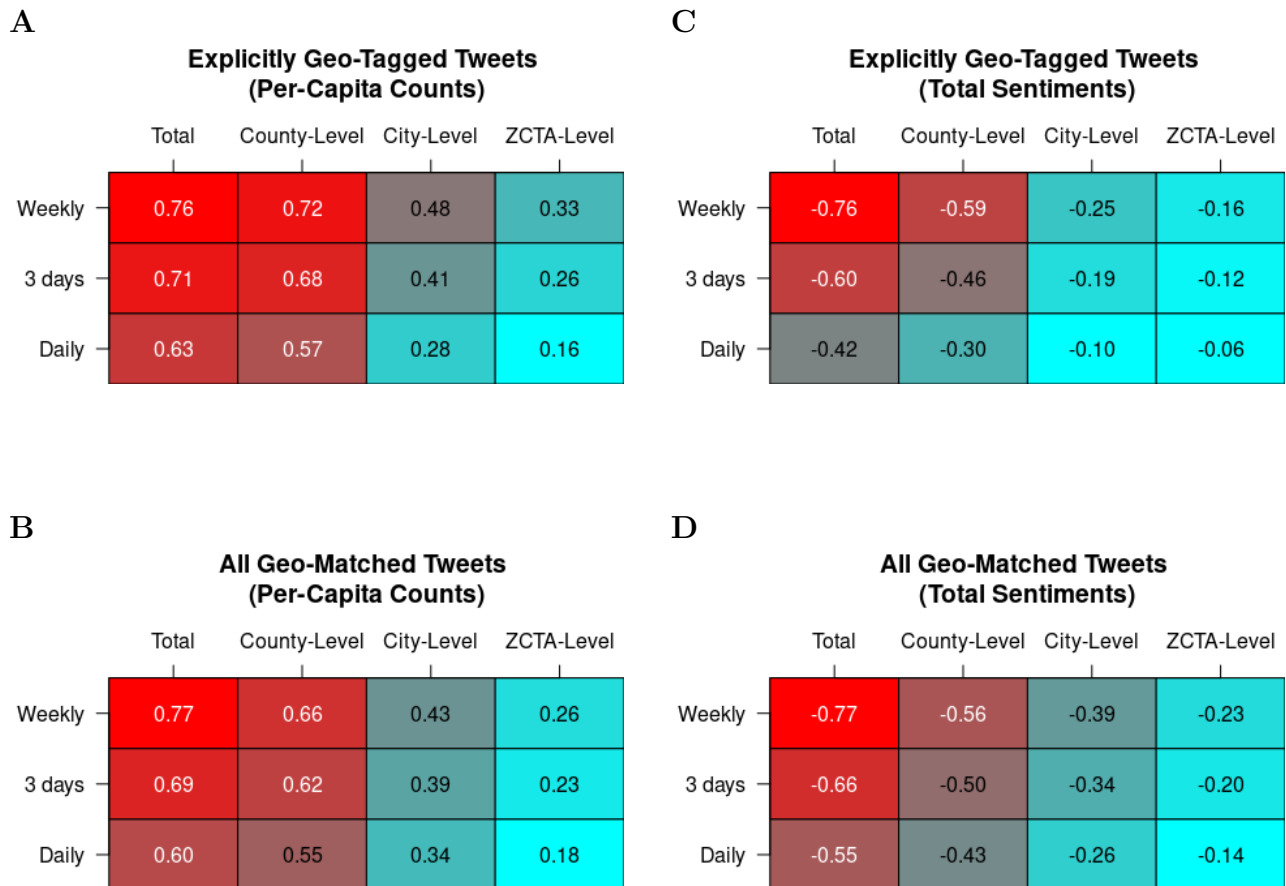 A
Explicitly Geo-Tagged Tweets
(Per-Capita Counts)
Total County-Level City-Level ZCTA-Level
Weekly 0.76 0.72 0.48 0.33
3 days 0.71 0.68 0.41 0.26
Daily 0.63 0.57 0.28 0.16
C
Explicitly Geo-Tagged Tweets
(Total Sentiments)
Total County-Level City-Level ZCTA-Level
Weekly -0.76 -0.59 -0.25 -0.16
3 days -0.60 -0.46 -0.19 -0.12
Daily -0.42 -0.30 -0.10 -0.06
B
All Geo-Matched Tweets
(Per-Capita Counts)
Total County-Level City-Level ZCTA-Level
Weekly 0.77 0.66 0.43 0.26
3 days 0.69 0.62 0.39 0.23
Daily 0.60 0.55 0.34 0.18
D
All Geo-Matched Tweets
(Total Sentiments)
Total County-Level City-Level ZCTA-Level
Weekly -0.77 -0.56 -0.39 -0.23
3 days -0.66 -0.50 -0.34 -0.20
Daily -0.55 -0.43 -0.26 -0.14